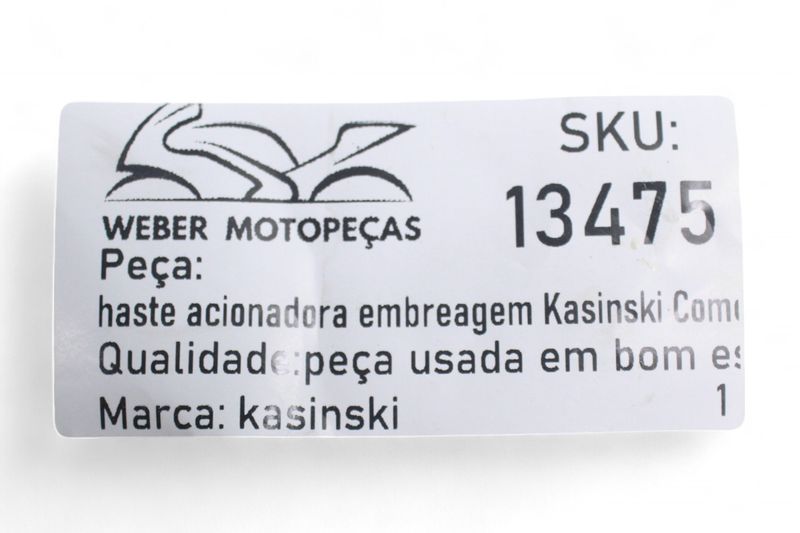 SKU:
13475
WEBER MOTOPEÇAS
Peça:
haste acionadora embreagem Kasinski
Qualidade:peça usada em bom
Marca: kasinski
1